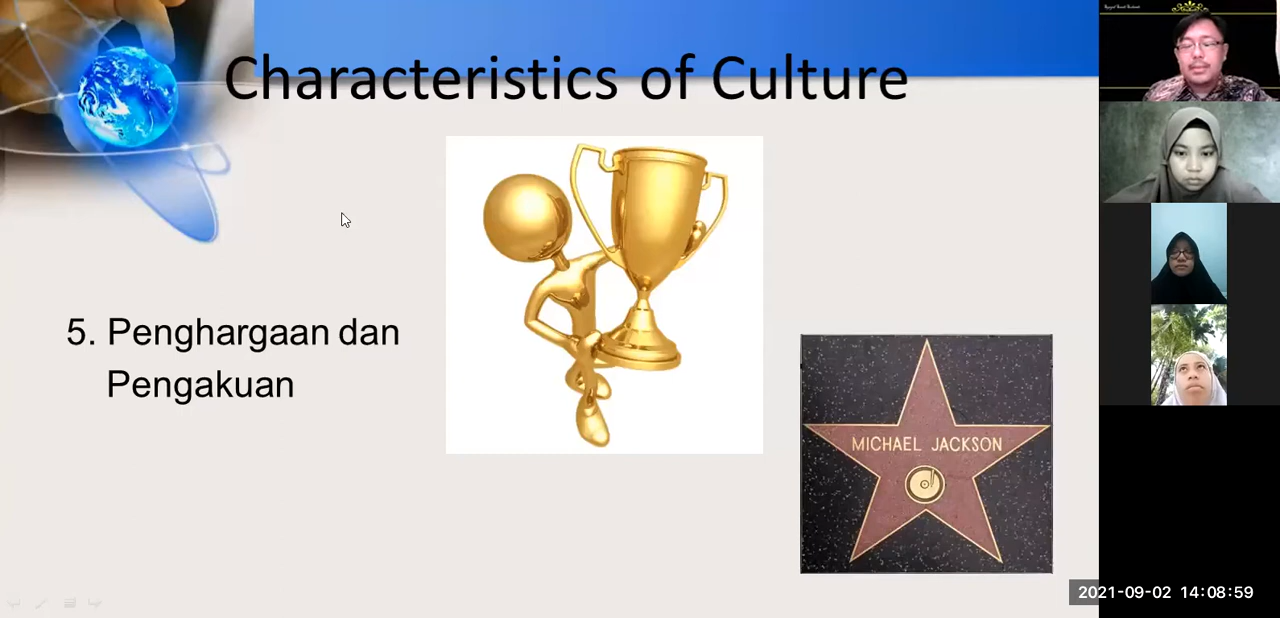 Characteristics of Culture
5. Penghargaan dan
Pengakuan
MICHAEL JACKSON
2021-09-02 14:08:59